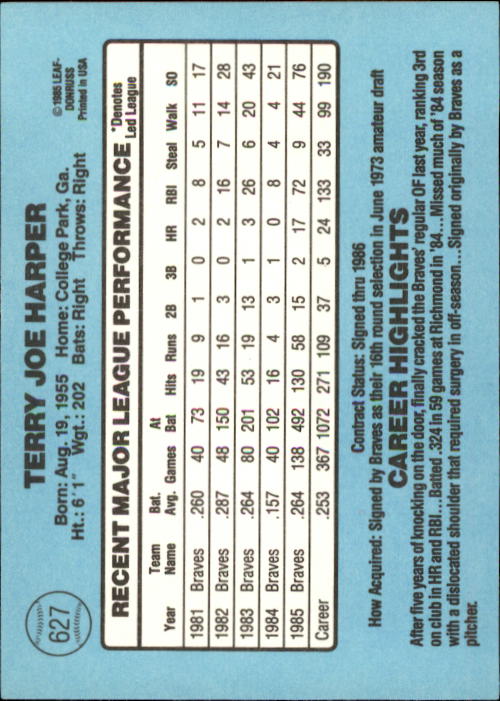 627
TERRY JOE HARPER
Born: Aug. 19, 1955 Home: College Park, Ga.
Ht.: 6'1" Wgt.: 202 Bats: Right Throws: Right
© 1985 LEAF-
DONRUSS
Printed in USA
RECENT MAJOR LEAGUE PERFORMANCE
*Denotes
Led League
Year Team Name Bat. Avg. Games At Bat Hits Runs 2B 3B HR RBI Steal Walk SO
1981 Braves .260 40 73 19 9 1 0 2 8 5 11 17
1982 Braves .287 48 150 43 16 3 0 2 16 7 14 28
1983 Braves .264 80 201 53 19 13 1 3 26 6 20 43
1984 Braves .157 40 102 16 4 3 1 0 8 4 4 21
1985 Braves .264 138 492 130 58 15 2 17 72 9 44 76
Career .253 367 1072 271 109 37 5 24 133 33 99 190
Contract Status: Signed thru 1986
How Acquired: Signed by Braves as their 16th round selection in June 1973 amateur draft
CAREER HIGHLIGHTS
After five years of knocking on the door, finally cracked the Braves' regular OF last year, ranking 3rd
on club in HR and RBI... Batted .324 in 59 games at Richmond in '84... Missed much of '84 season
with a dislocated shoulder that required surgery in off-season... Signed originally by Braves as a
pitcher.